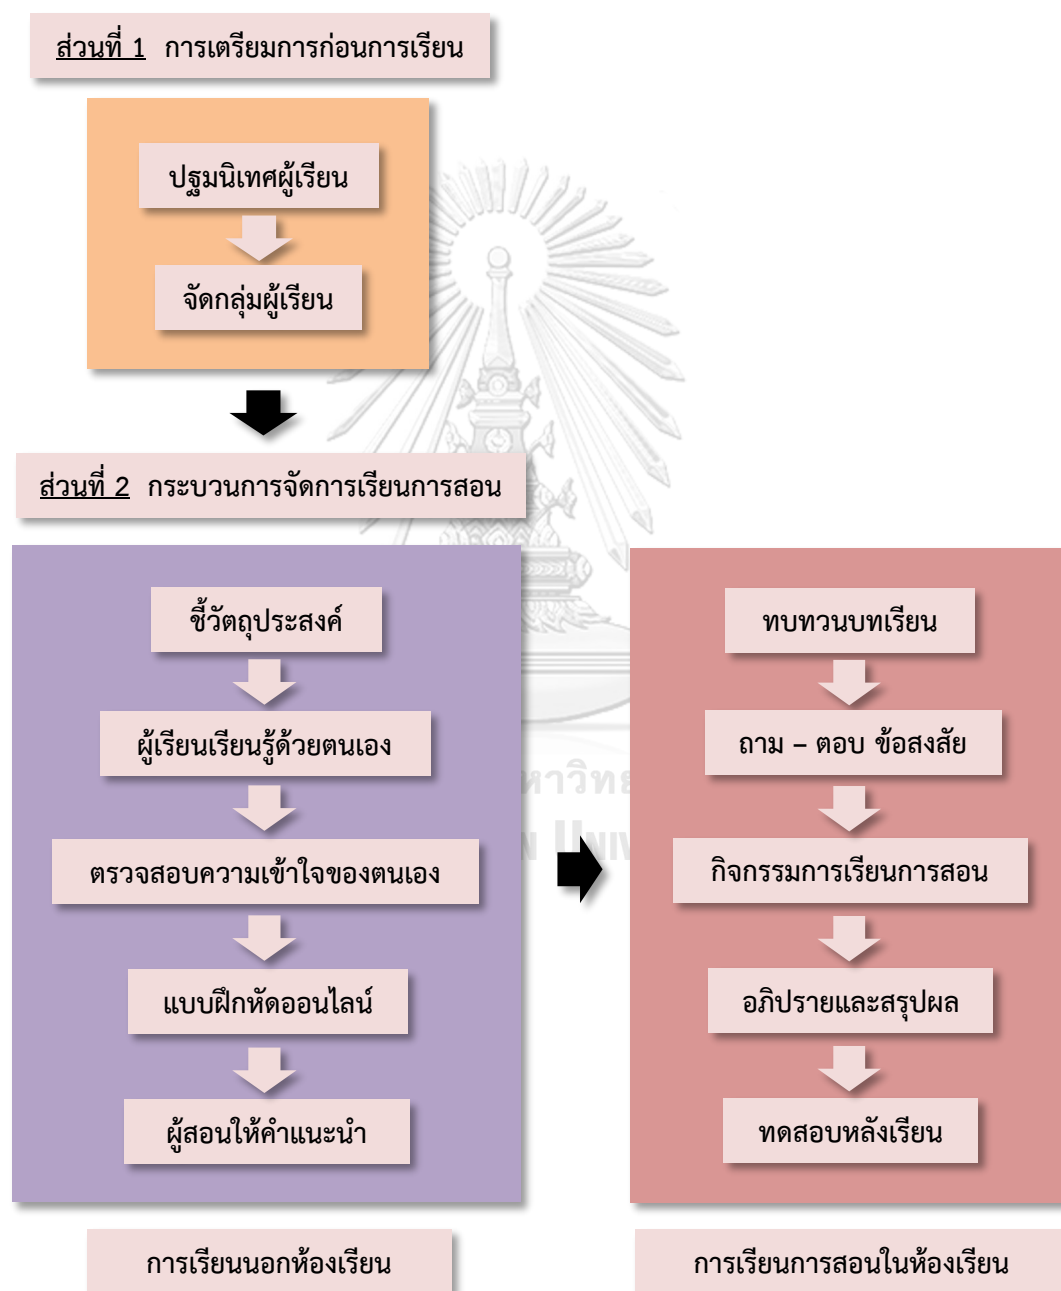 ส่วนที่ 1 การเตรียมการก่อนการเรียน
ปฐมนิเทศผู้เรียน
จัดกลุ่มผู้เรียน
ส่วนที่ 2 กระบวนการจัดการเรียนการสอน
ชี้วัตถุประสงค์
ผู้เรียนเรียนรู้ด้วยตนเอง
ตรวจสอบความเข้าใจของตนเอง
แบบฝึกหัดออนไลน์
ผู้สอนให้คำแนะนำ
การเรียนนอกห้องเรียน
ทบทวนบทเรียน
ถาม – ตอบ ข้อสงสัย
กิจกรรมการเรียนการสอน
อภิปรายและสรุปผล
ทดสอบหลังเรียน
การเรียนการสอนในห้องเรียน